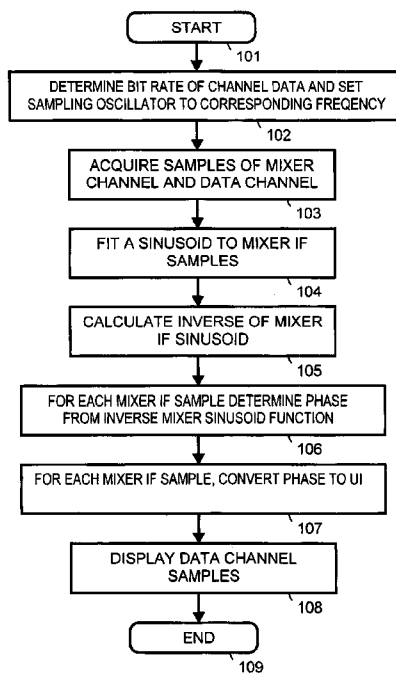 START
101
DETERMINE BIT RATE OF CHANNEL DATA AND SET
SAMPLING OSCILLATOR TO CORRESPONDING FREQENCY
102
ACQUIRE SAMPLES OF MIXER
CHANNEL AND DATA CHANNEL
103
FIT A SINUSOID TO MIXER IF
SAMPLES
104
CALCULATE INVERSE OF MIXER
IF SINUSOID
105
FOR EACH MIXER IF SAMPLE DETERMINE PHASE
FROM INVERSE MIXER SINUSOID FUNCTION
106
FOR EACH MIXER IF SAMPLE, CONVERT PHASE TO UI
107
DISPLAY DATA CHANNEL
SAMPLES
108
END
109